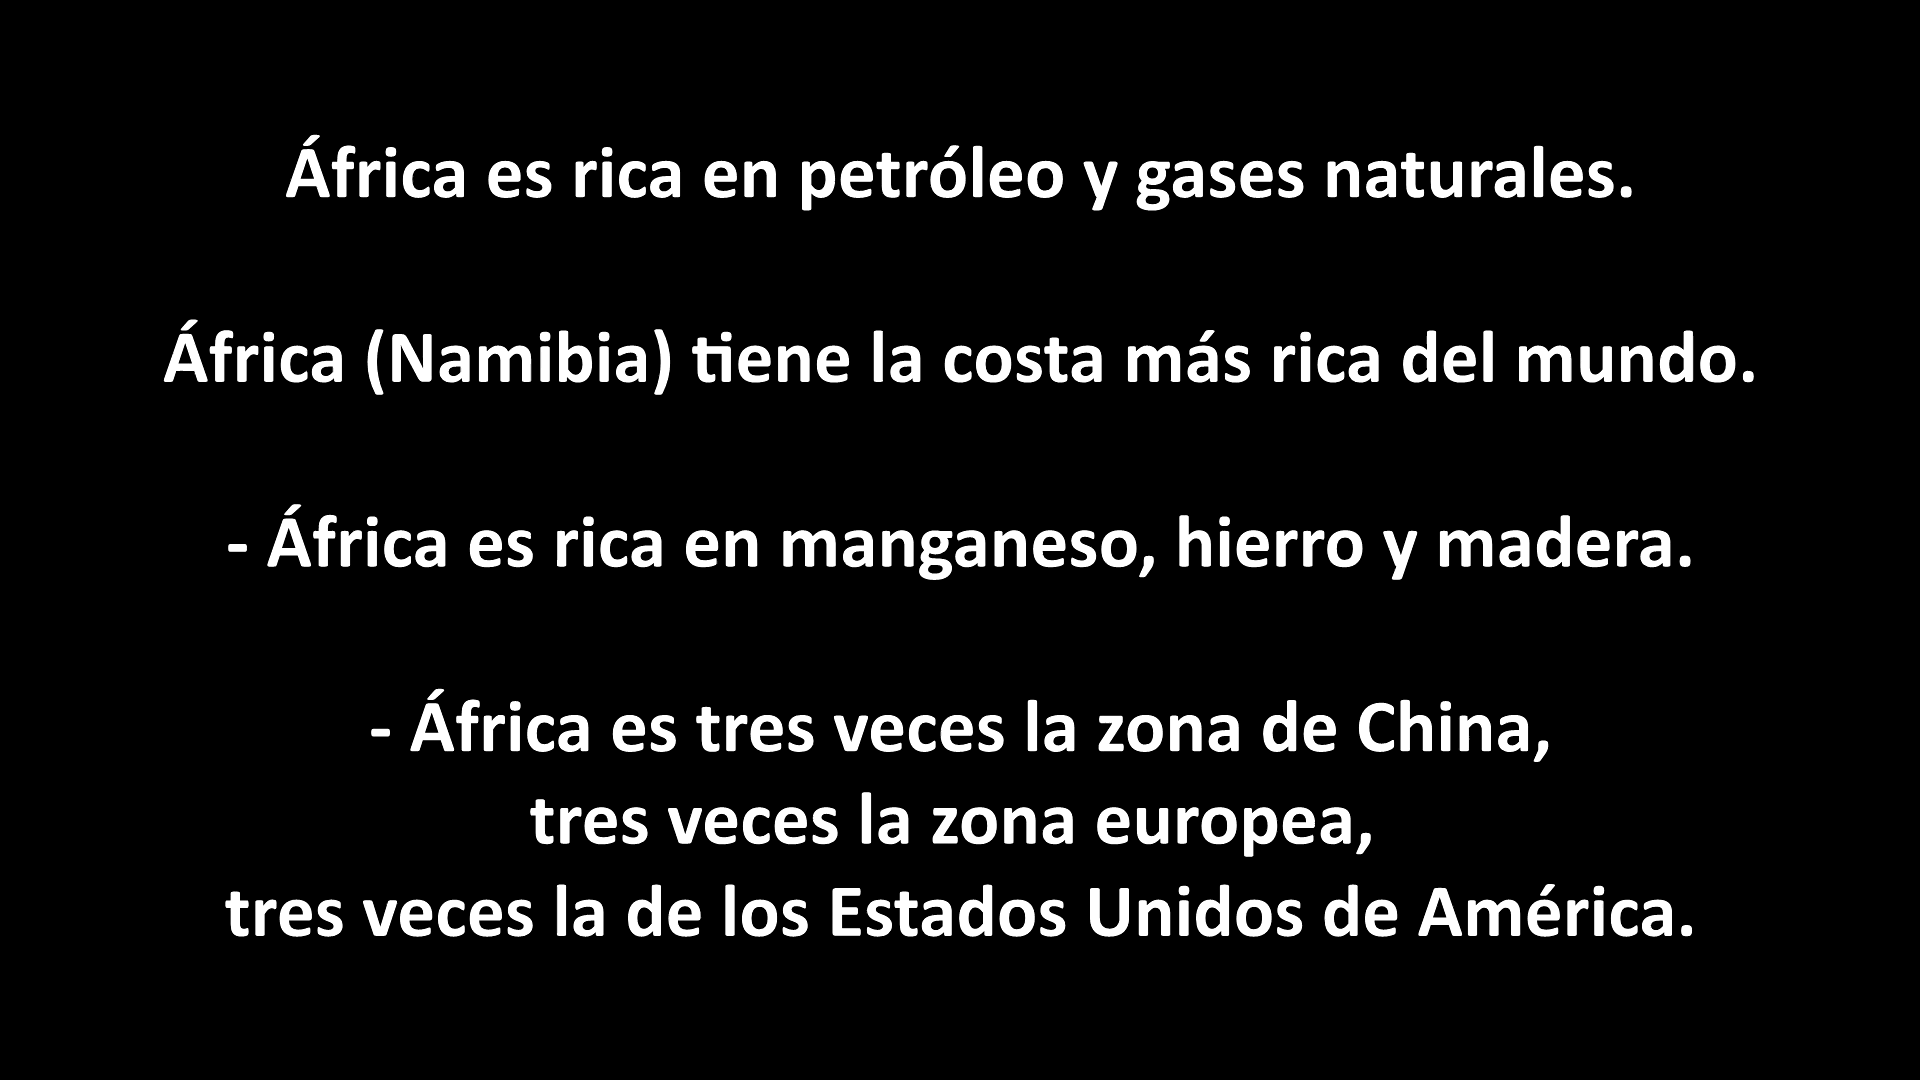 África es rica en petróleo y gases naturales.
África (Namibia) tiene la costa más rica del mundo.
- África es rica en manganeso, hierro y madera.
- África es tres veces la zona de China,
tres veces la zona europea,
tres veces la de los Estados Unidos de América.